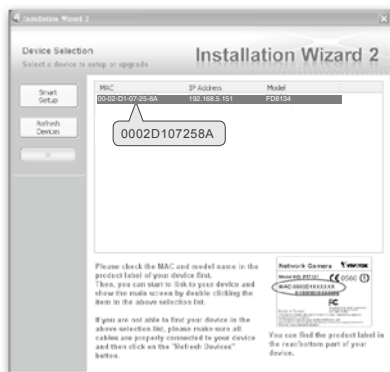 Installation Wizard 2
Device Selection
Select a device to setup or upgrade
Installation Wizard 2
Smart
Setup
Refresh
Devices
MAC IP Address Model
00-02-D1-07-25-8A 192.168.5.151 FD8134
0002D107258A
Please check the MAC and model name in the
product label of your device first.
Then, you can start to link to your device and
show the main screen by double clicking the
item in the above selection list.
If you are not able to find your device in the
above selection list, please make sure all
cables are properly connected to your device
and then click on the "Refresh Devices"
button.
Network Camera VIVOTEK
0560
MAC:0002D1XXXXXX
FC
You can find the product label in
the rear/bottom part of your
device.